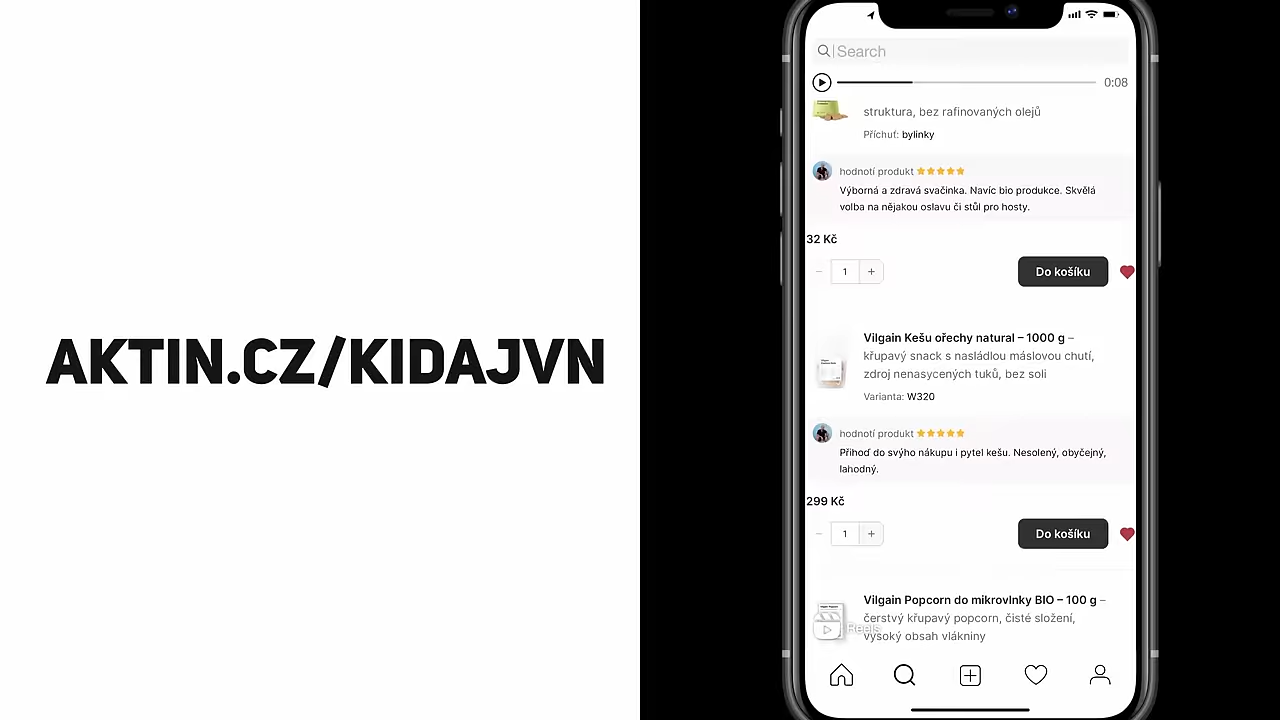 AKTIN.CZ/KIDAJVN
Search
0:08
struktura, bez rafinovaných olejů
Příchuť: bylinky
hodnotí produkt
Výborná a zdravá svačinka. Navíc bio produkce. Skvělá
volba na nějakou oslavu či stůl pro hosty.
32 Kč
− 1 +
Do košíku
Vilgain Kešu ořechy natural – 1000 g –
křupavý snack s nasládlou máslovou chutí,
zdroj nenasycených tuků, bez soli
Varianta: W320
hodnotí produkt
Přihoď do svýho nákupu i pytel kešu. Nesolený, obyčejný,
lahodný.
299 Kč
− 1 +
Do košíku
Vilgain Popcorn do mikrovlnky BIO – 100 g –
čerstvý křupavý popcorn, čisté složení,
vysoký obsah vlákniny
Reels